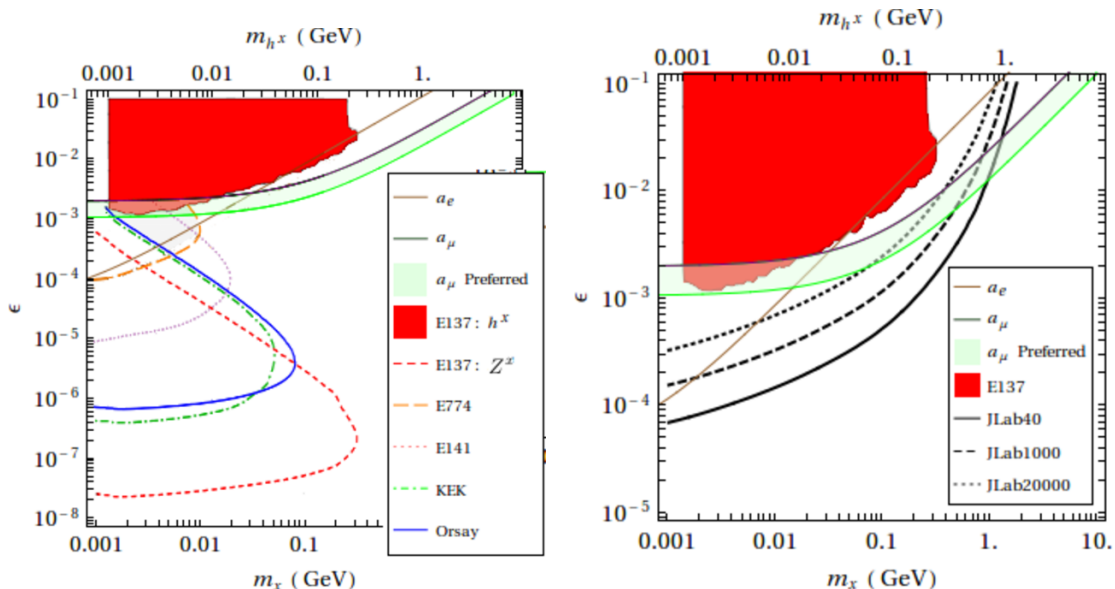 m_{h^x} (GeV)
0.001 0.01 0.1 1.
10^{-1}
10^{-2}
10^{-3}
10^{-4}
10^{-5}
10^{-6}
10^{-7}
10^{-8}
ϵ
a_e
a_μ
a_μ Preferred
E137: h^x
E137: Z^x
E774
E141
KEK
Orsay
0.001 0.01 0.1
m_x (GeV)
m_{h^x} (GeV)
0.001 0.01 0.1 1.
10^{-1}
10^{-2}
10^{-3}
10^{-4}
10^{-5}
ϵ
a_e
a_μ
a_μ Preferred
E137
JLab40
JLab1000
JLab20000
0.001 0.01 0.1 1. 10.
m_x (GeV)